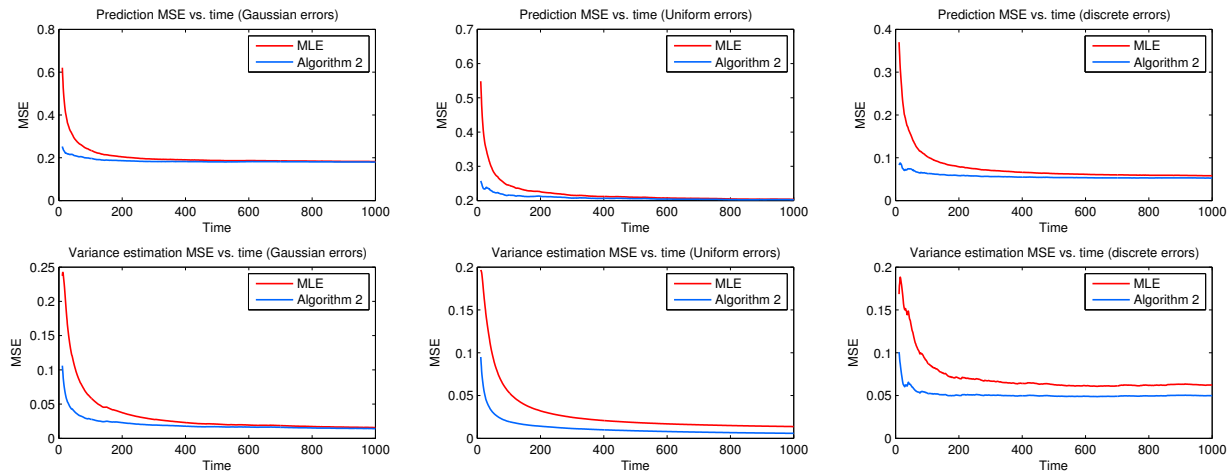 Prediction MSE vs. time (Gaussian errors)
0.8
0.6
0.4
0.2
0
MSE
0 200 400 600 800 1000
Time
MLE
Algorithm 2
Prediction MSE vs. time (Uniform errors)
0.7
0.6
0.5
0.4
0.3
0.2
MSE
0 200 400 600 800 1000
Time
MLE
Algorithm 2
Prediction MSE vs. time (discrete errors)
0.4
0.3
0.2
0.1
0
MSE
0 200 400 600 800 1000
Time
MLE
Algorithm 2
Variance estimation MSE vs. time (Gaussian errors)
0.25
0.2
0.15
0.1
0.05
0
MSE
0 200 400 600 800 1000
Time
MLE
Algorithm 2
Variance estimation MSE vs. time (Uniform errors)
0.2
0.15
0.1
0.05
0
MSE
0 200 400 600 800 1000
Time
MLE
Algorithm 2
Variance estimation MSE vs. time (discrete errors)
0.2
0.15
0.1
0.05
0
MSE
0 200 400 600 800 1000
Time
MLE
Algorithm 2